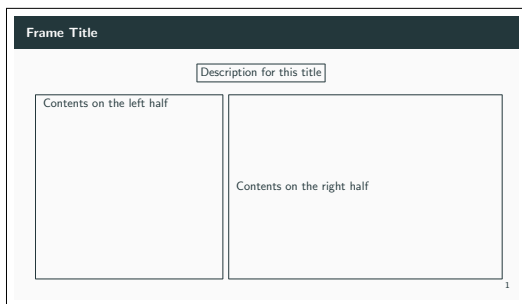 Frame Title
Description for this title
Contents on the left half
Contents on the right half
1